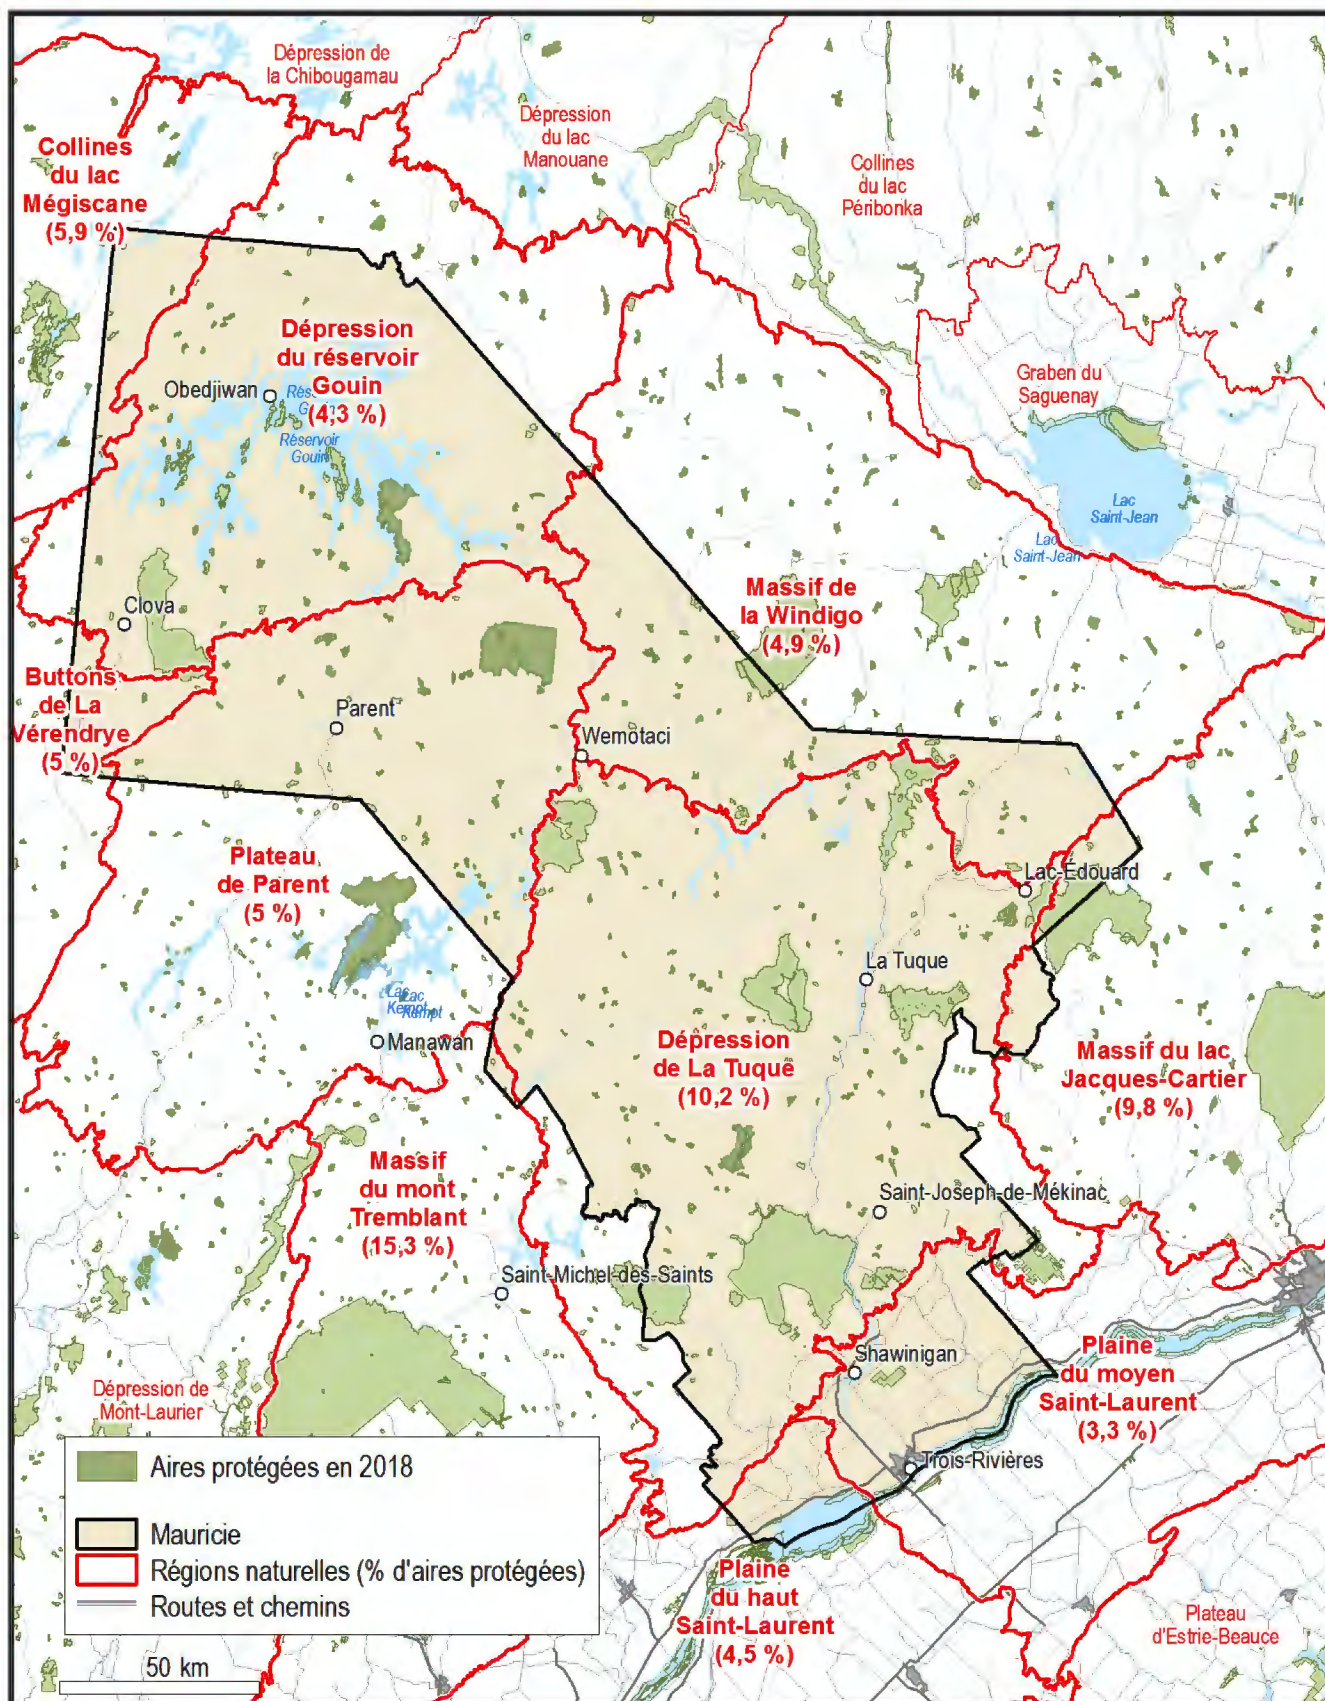 Dépression de
la Chibougamau
Dépression
du lac
Manouane
Collines
du lac
Péribonka
Collines
du lac
Mégiscane
(5,9 %)
Dépression
du réservoir
Gouin
(4,3 %)
Obedjiwan
Réservoir
Gouin
Graben du
Saguenay
Lac
Saint-Jean
Lac
Saint-Jean
Massif de
la Windigo
(4,9 %)
Clova
Buttons
de La
Vérendrye
(5 %)
Parent
Wemotaci
Plateau
de Parent
(5 %)
Lac-Édouard
La Tuque
Lac
Kempt
Lac
Kempt
Manawan
Dépression
de La Tuque
(10,2 %)
Massif du lac
Jacques-Cartier
(9,8 %)
Massif
du mont
Tremblant
(15,3 %)
Saint-Joseph-de-Mékinac
Saint-Michel-des-Saints
Shawinigan
Plaine
du moyen
Saint-Laurent
(3,3 %)
Dépression de
Mont-Laurier
Trois-Rivières
Aires protégées en 2018
Mauricie
Régions naturelles (% d'aires protégées)
Routes et chemins
Plaine
du haut
Saint-Laurent
(4,5 %)
Plateau
d'Estrie-Beauce
50 km